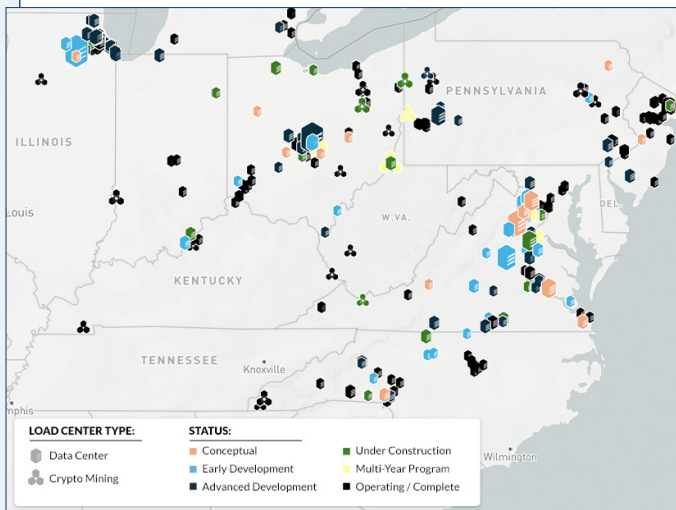 PENNSYLVANIA
ILLINOIS
DEL.
Louis
W.VA.
KENTUCKY
TENNESSEE
Knoxville
mphis
Wilmington
LOAD CENTER TYPE:
Data Center
Crypto Mining
STATUS:
Conceptual
Early Development
Advanced Development
Under Construction
Multi-Year Program
Operating / Complete